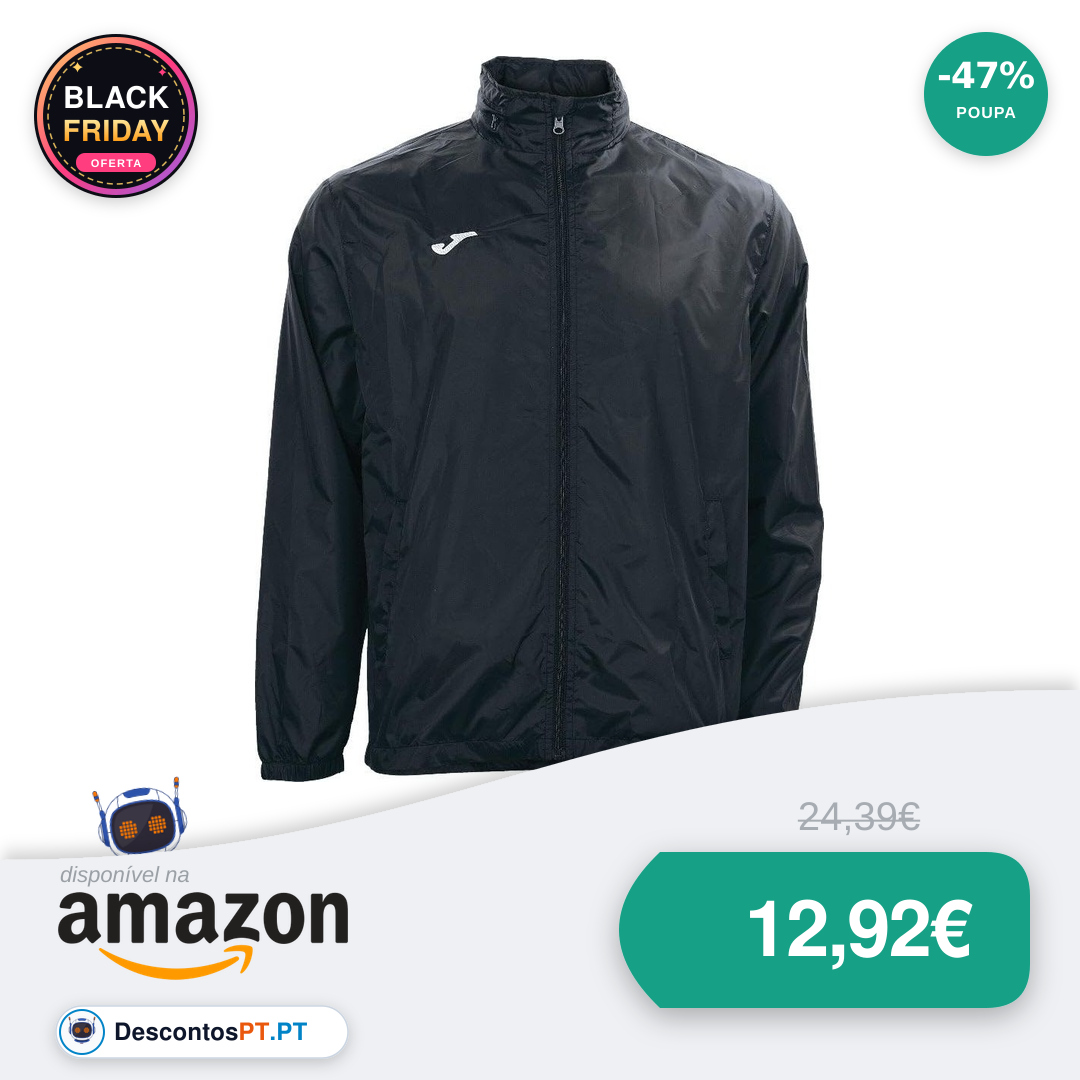 BLACK
FRIDAY
OFERTA
-47%
POUPA
24,39€
12,92€
disponível na
amazon
DescontosPT.PT